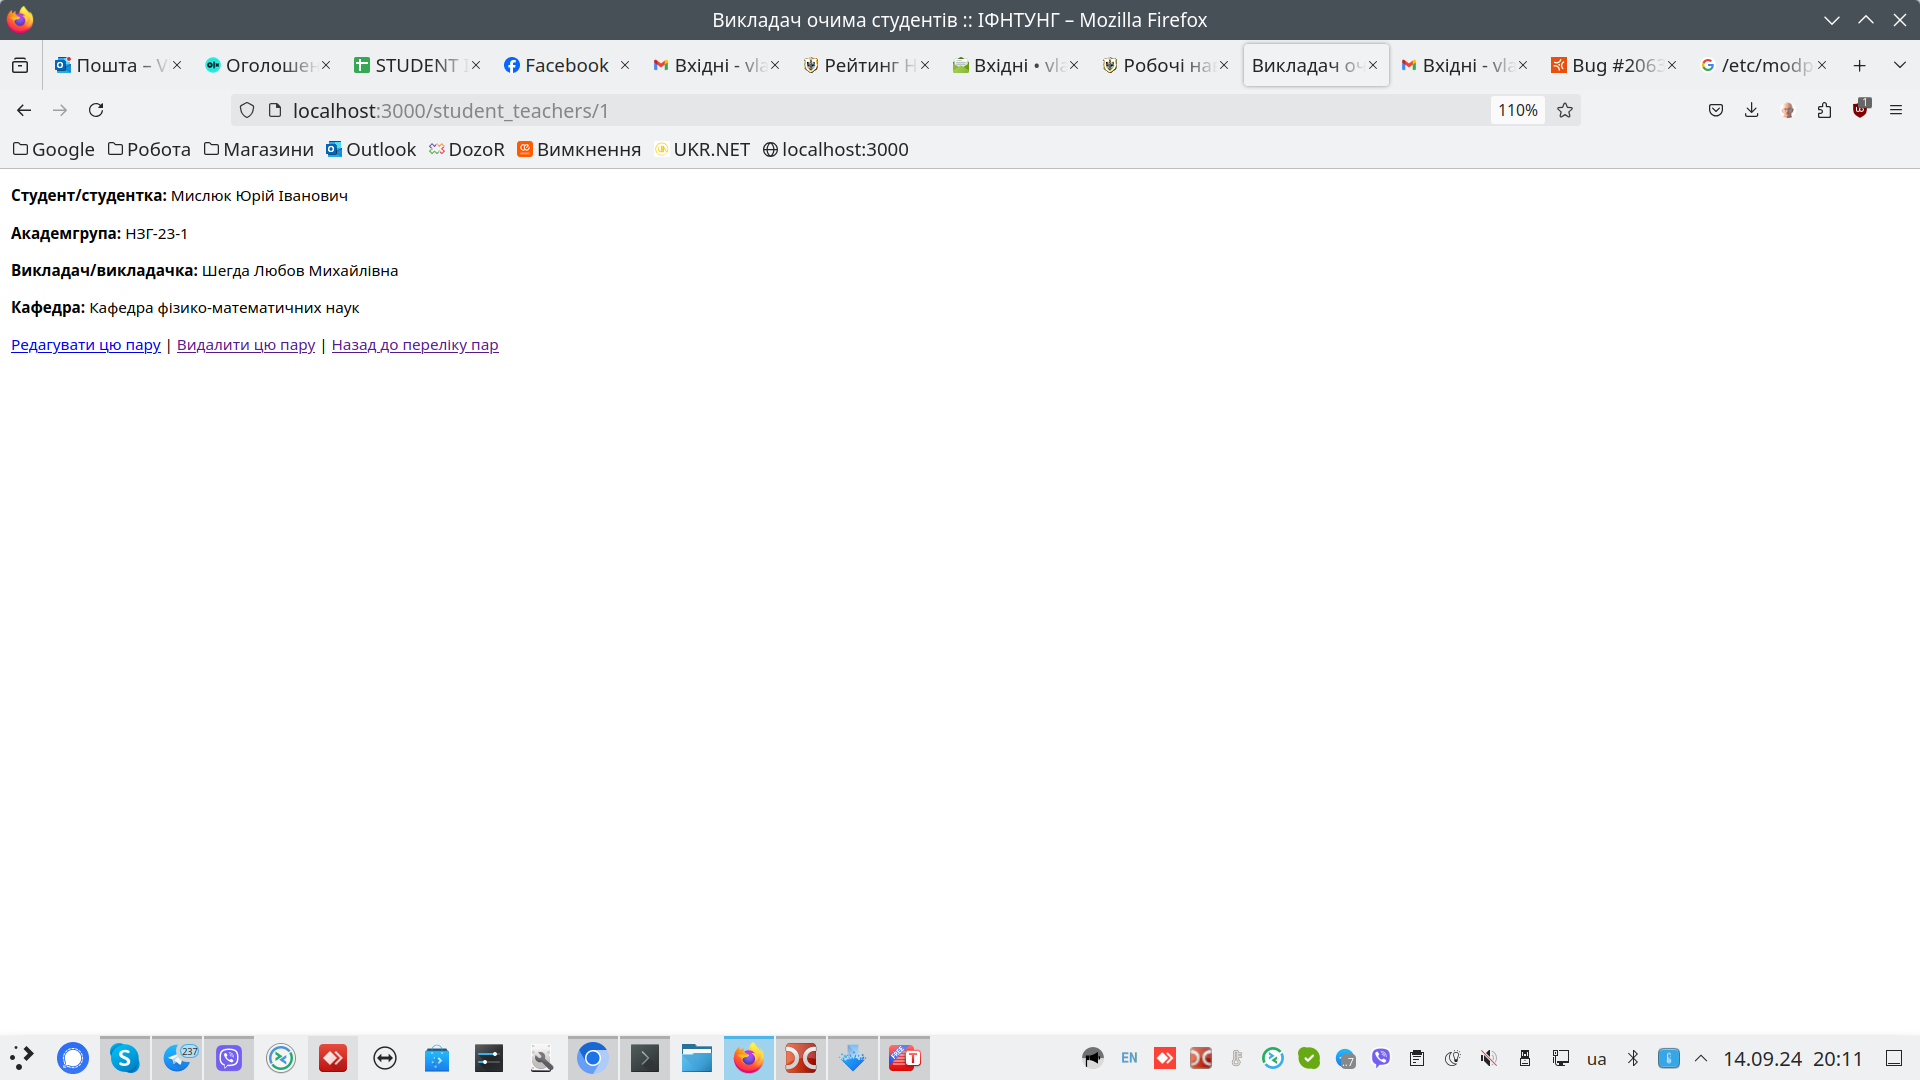 Викладач очима студентів :: ІФНТУНГ – Mozilla Firefox
Пошта – V Оголошен STUDENT I Facebook Вхідні - vla Рейтинг Н Вхідні • vla Робочі на Викладач оч Вхідні - vla Bug #2063 /etc/modp
localhost:3000/student_teachers/1 110% 1
Google Робота Магазини Outlook DozoR Вимкнення UKR.NET localhost:3000
Студент/студентка: Мислюк Юрій Іванович
Академгрупа: НЗГ-23-1
Викладач/викладачка: Шегда Любов Михайлівна
Кафедра: Кафедра фізико-математичних наук
Редагувати цю пару | Видалити цю пару | Назад до переліку пар
237 FREE T EN ua 14.09.24 20:11